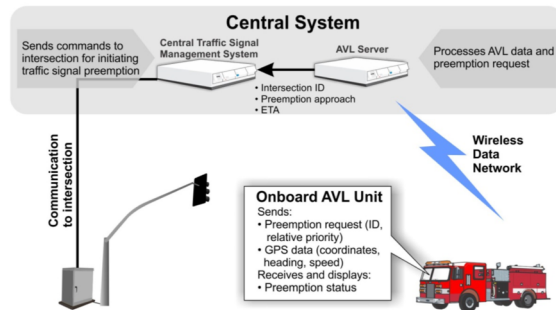 Central System
Sends commands to
intersection for initiating
traffic signal preemption
Central Traffic Signal
Management System
AVL Server
Processes AVL data and
preemption request
• Intersection ID
• Preemption approach
• ETA
Communication
to intersection
Wireless
Data
Network
Onboard AVL Unit
Sends:
• Preemption request (ID,
relative priority)
• GPS data (coordinates,
heading, speed)
Receives and displays:
• Preemption status